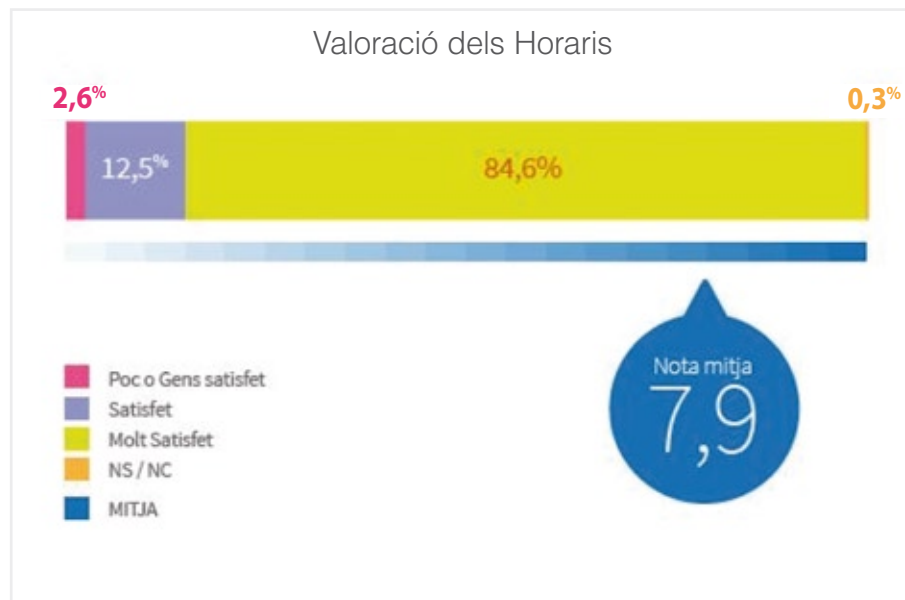 Valoració dels Horaris
2,6%
0,3%
12,5%
84,6%
Poc o Gens satisfet
Satisfet
Molt Satisfet
NS / NC
MITJA
Nota mitja
7,9